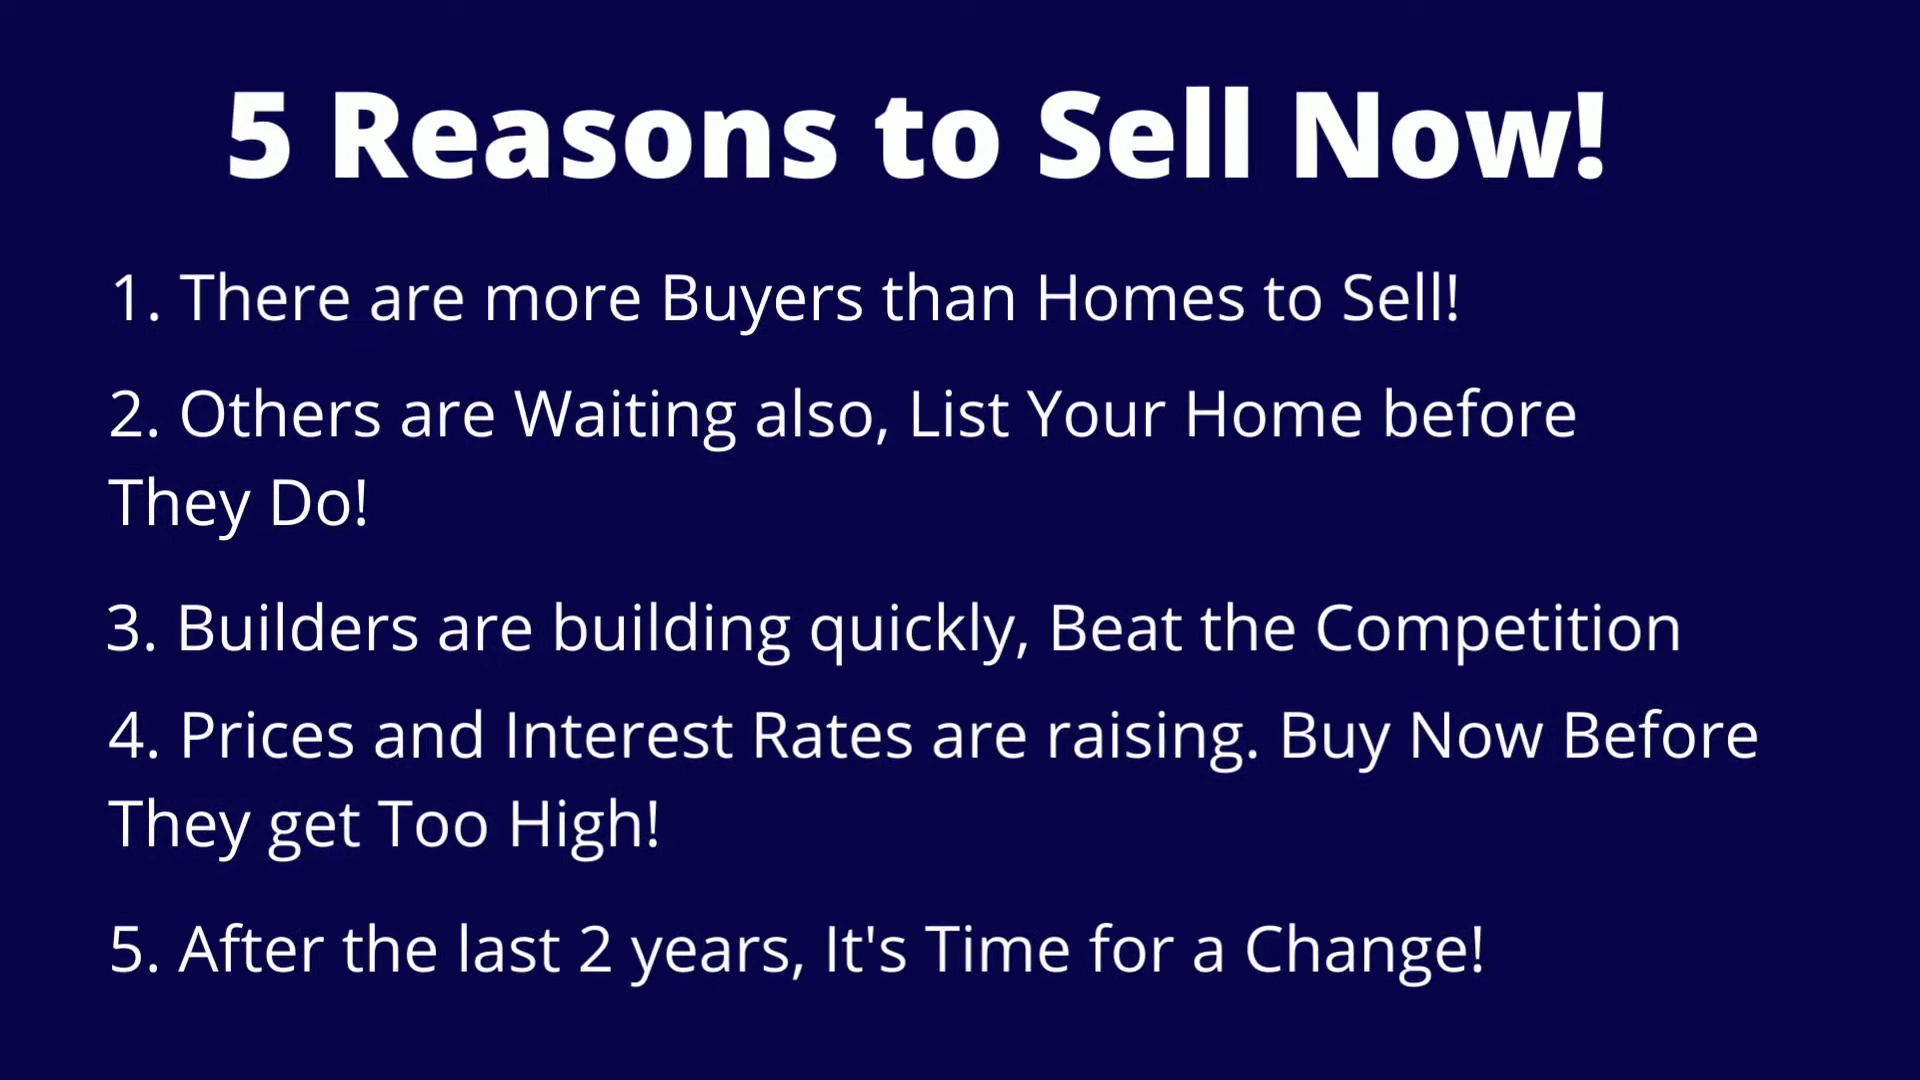 5 Reasons to Sell Now!
1. There are more Buyers than Homes to Sell!
2. Others are Waiting also, List Your Home before
They Do!
3. Builders are building quickly, Beat the Competition
4. Prices and Interest Rates are raising. Buy Now Before
They get Too High!
5. After the last 2 years, It's Time for a Change!